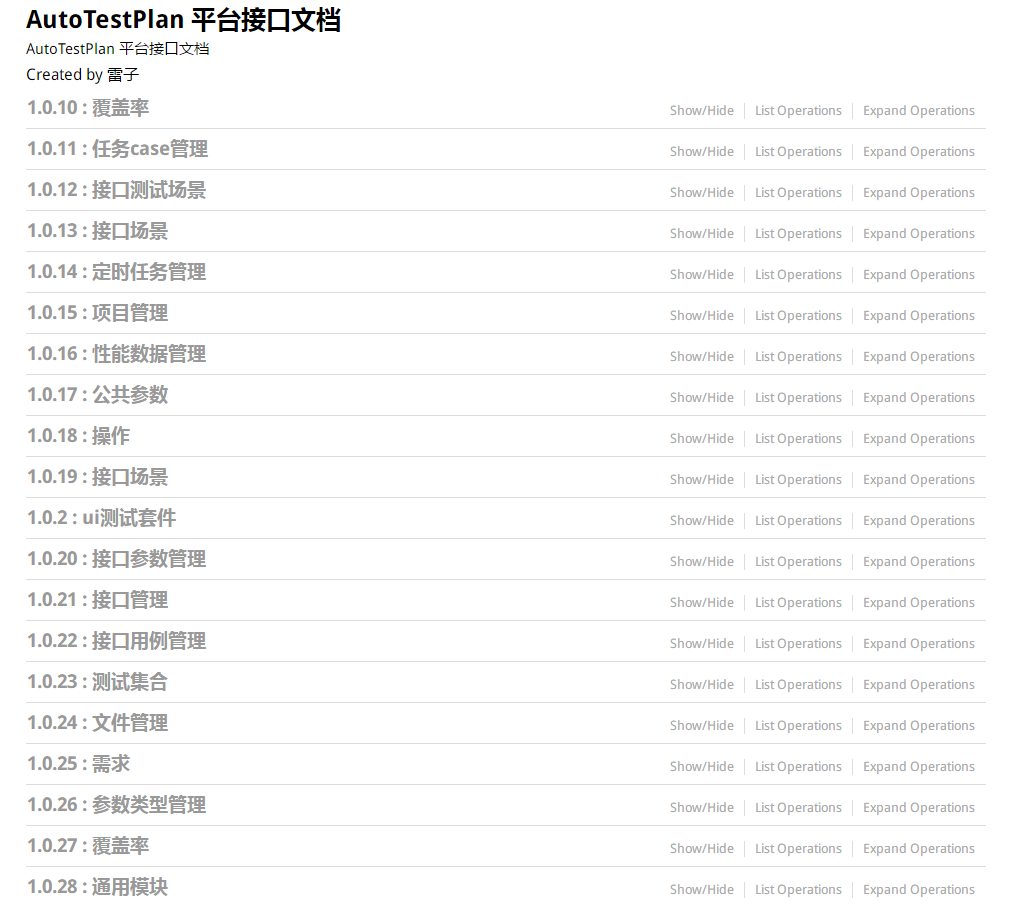 AutoTestPlan 平台接口文档
AutoTestPlan 平台接口文档
Created by 雷子
1.0.10 : 覆盖率 Show/Hide List Operations Expand Operations
1.0.11 : 任务case管理 Show/Hide List Operations Expand Operations
1.0.12 : 接口测试场景 Show/Hide List Operations Expand Operations
1.0.13 : 接口场景 Show/Hide List Operations Expand Operations
1.0.14 : 定时任务管理 Show/Hide List Operations Expand Operations
1.0.15 : 项目管理 Show/Hide List Operations Expand Operations
1.0.16 : 性能数据管理 Show/Hide List Operations Expand Operations
1.0.17 : 公共参数 Show/Hide List Operations Expand Operations
1.0.18 : 操作 Show/Hide List Operations Expand Operations
1.0.19 : 接口场景 Show/Hide List Operations Expand Operations
1.0.2 : ui测试套件 Show/Hide List Operations Expand Operations
1.0.20 : 接口参数管理 Show/Hide List Operations Expand Operations
1.0.21 : 接口管理 Show/Hide List Operations Expand Operations
1.0.22 : 接口用例管理 Show/Hide List Operations Expand Operations
1.0.23 : 测试集合 Show/Hide List Operations Expand Operations
1.0.24 : 文件管理 Show/Hide List Operations Expand Operations
1.0.25 : 需求 Show/Hide List Operations Expand Operations
1.0.26 : 参数类型管理 Show/Hide List Operations Expand Operations
1.0.27 : 覆盖率 Show/Hide List Operations Expand Operations
1.0.28 : 通用模块 Show/Hide List Operations Expand Operations